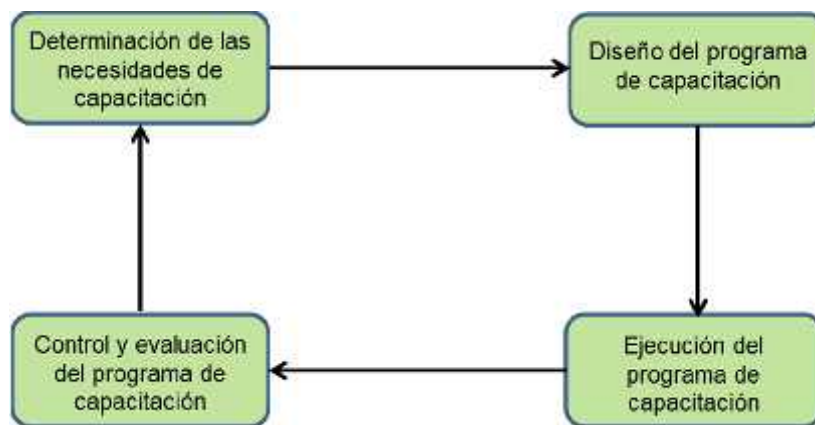 Determinación de las
necesidades de
capacitación
Diseño del programa
de capacitación
Control y evaluación
del programa de
capacitación
Ejecución del
programa de
capacitación